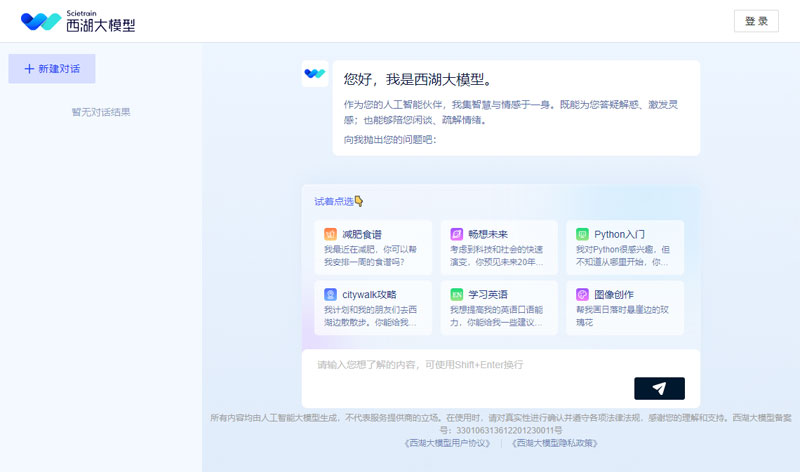 Scietrain
西湖大模型
登 录
+ 新建对话
暂无对话结果
您好，我是西湖大模型。
作为您的人工智能伙伴，我集智慧与情感于一身。既能为您答疑解惑、激发灵
感；也能够陪您闲谈、疏解情绪。
向我抛出您的问题吧：
试着点选👇
减肥食谱
我最近在减肥，你可以帮
我安排一周的食谱吗？
畅想未来
考虑到科技和社会的快速
演变，你预见未来20年...
Python入门
我对Python很感兴趣，但
不知道从哪里开始，你...
citywalk攻略
我计划和我的朋友们去西
湖边散散步。你能给我...
EN
学习英语
我想提高我的英语口语能
力，你能给我一些建议...
图像创作
帮我画日落时悬崖边的玫
瑰花
请输入您想了解的内容，可使用Shift+Enter换行
所有内容均由人工智能大模型生成，不代表服务提供商的立场。在使用时，请对真实性进行确认并遵守各项法律法规，感谢您的理解和支持。西湖大模型备案
号：330106313612201230011号
《西湖大模型用户协议》 | 《西湖大模型隐私政策》